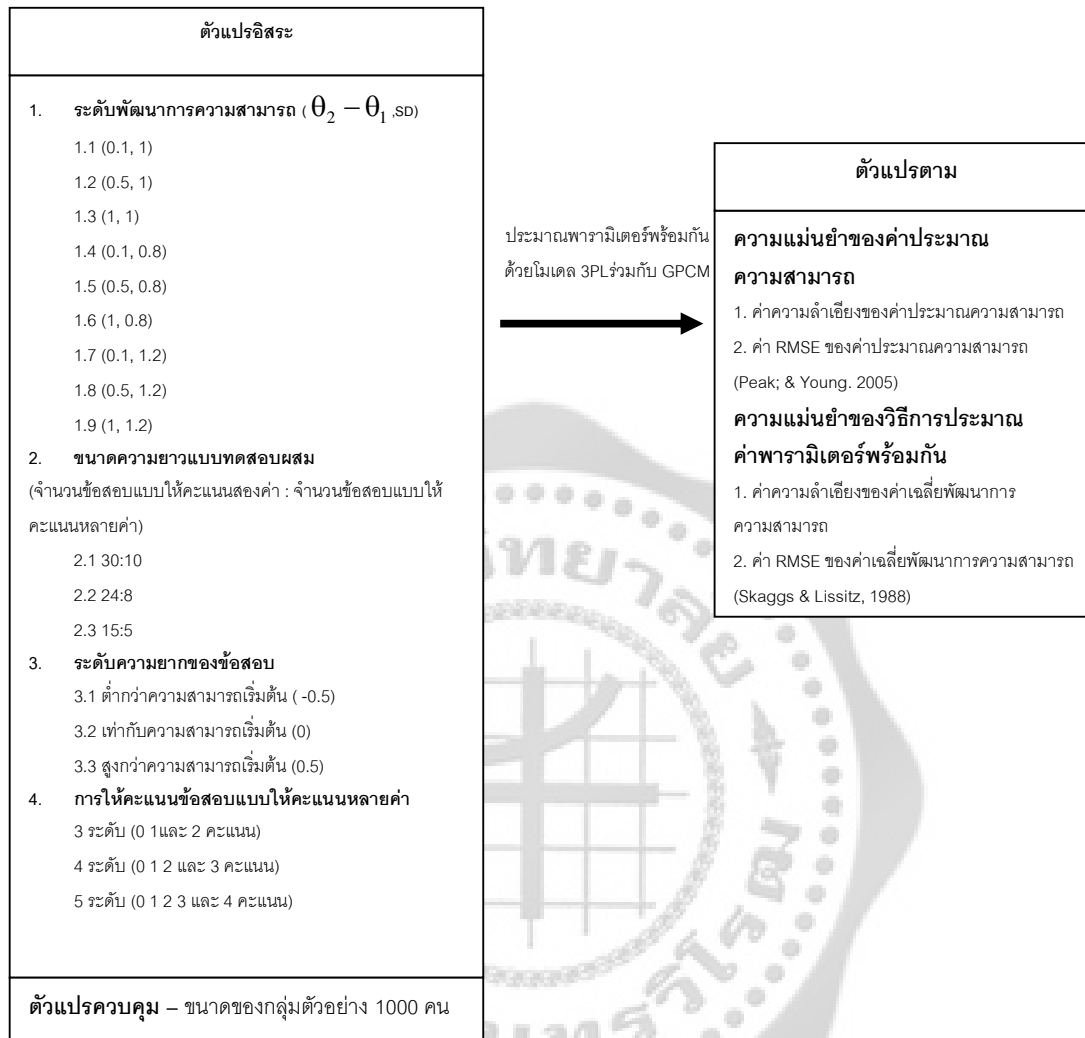 ตัวแปรอิสระ
1. ระดับพัฒนาการความสามารถ ( θ₂ − θ₁ ,SD)
1.1 (0.1, 1)
1.2 (0.5, 1)
1.3 (1, 1)
1.4 (0.1, 0.8)
1.5 (0.5, 0.8)
1.6 (1, 0.8)
1.7 (0.1, 1.2)
1.8 (0.5, 1.2)
1.9 (1, 1.2)
2. ขนาดความยาวแบบทดสอบผสม
(จำนวนข้อสอบแบบให้คะแนนสองค่า : จำนวนข้อสอบแบบให้
คะแนนหลายค่า)
2.1 30:10
2.2 24:8
2.3 15:5
3. ระดับความยากของข้อสอบ
3.1 ต่ำกว่าความสามารถเริ่มต้น ( -0.5)
3.2 เท่ากับความสามารถเริ่มต้น (0)
3.3 สูงกว่าความสามารถเริ่มต้น (0.5)
4. การให้คะแนนข้อสอบแบบให้คะแนนหลายค่า
3 ระดับ (0 1และ 2 คะแนน)
4 ระดับ (0 1 2 และ 3 คะแนน)
5 ระดับ (0 1 2 3 และ 4 คะแนน)
ตัวแปรควบคุม – ขนาดของกลุ่มตัวอย่าง 1000 คน
ประมาณพารามิเตอร์พร้อมกัน
ด้วยโมเดล 3PLร่วมกับ GPCM
ตัวแปรตาม
ความแม่นยำของค่าประมาณ
ความสามารถ
1. ค่าความลำเอียงของค่าประมาณความสามารถ
2. ค่า RMSE ของค่าประมาณความสามารถ
(Peak; & Young. 2005)
ความแม่นยำของวิธีการประมาณ
ค่าพารามิเตอร์พร้อมกัน
1. ค่าความลำเอียงของค่าเฉลี่ยพัฒนาการ
ความสามารถ
2. ค่า RMSE ของค่าเฉลี่ยพัฒนาการความสามารถ
(Skaggs & Lissitz, 1988)